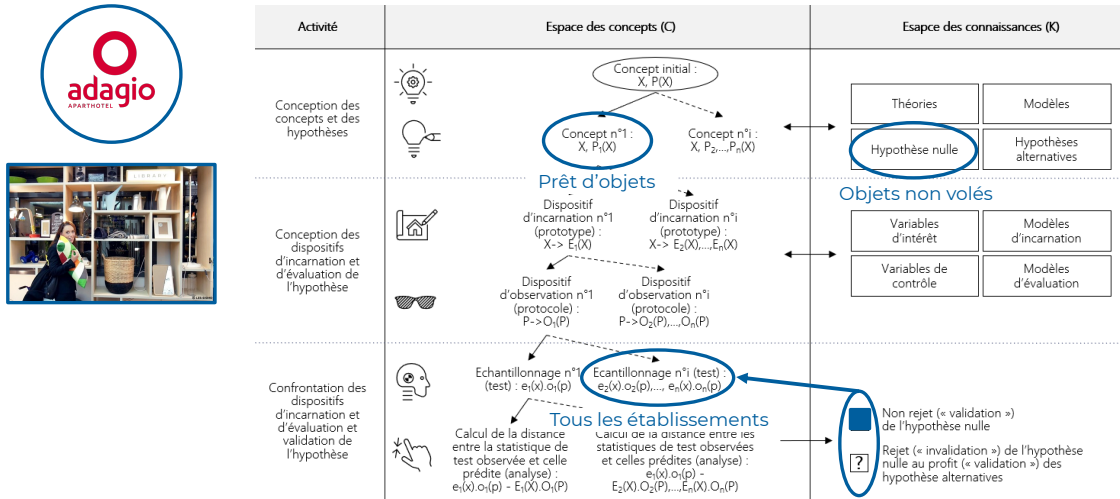 adagio
APARTHOTEL
LIBRARY
Activité
Espace des concepts (C)
Esapce des connaissances (K)
Conception des
concepts et des
hypothèses
Concept initial :
X, P(X)
Concept n°1 :
X, P₁(X)
Concept n°i :
X, P₂,...,Pₙ(X)
Théories
Modèles
Hypothèse nulle
Hypothèses
alternatives
Prêt d'objets
Objets non volés
Conception des
dispositifs
d'incarnation et
d'évaluation de
l'hypothèse
Dispositif
d'incarnation n°1
(prototype) :
X-> E₁(X)
Dispositif
d'incarnation n°i
(prototype) :
X-> E₂(X),...,Eₙ(X)
Dispositif
d'observation n°1
(protocole) :
P->O₁(P)
Dispositif
d'observation n°i
(protocole) :
P->O₂(P),...,Oₙ(P)
Variables
d'intérêt
Modèles
d'incarnation
Variables de
contrôle
Modèles
d'évaluation
Confrontation des
dispositifs
d'incarnation et
d'évaluation et
validation de
l'hypothèse
Echantillonnage n°1
(test) : e₁(x).o₁(p)
Ecantillonnage n°i (test) :
e₂(x).o₂(p),..., eₙ(x).oₙ(p)
Tous les établissements
Calcul de la distance
entre la statistique de
test observée et celle
prédite (analyse) :
e₁(x).o₁(p) - E₁(X).O₁(P)
Calcul de la distance entre les
statistiques de test observées
et celles prédites (analyse) :
e₁(x).o₁(p) -
E₂(X).O₂(P),...,Eₙ(X).Oₙ(P)
Non rejet (« validation »)
de l'hypothèse nulle
?
Rejet (« invalidation ») de l'hypothèse
nulle au profit (« validation ») des
hypothèse alternatives